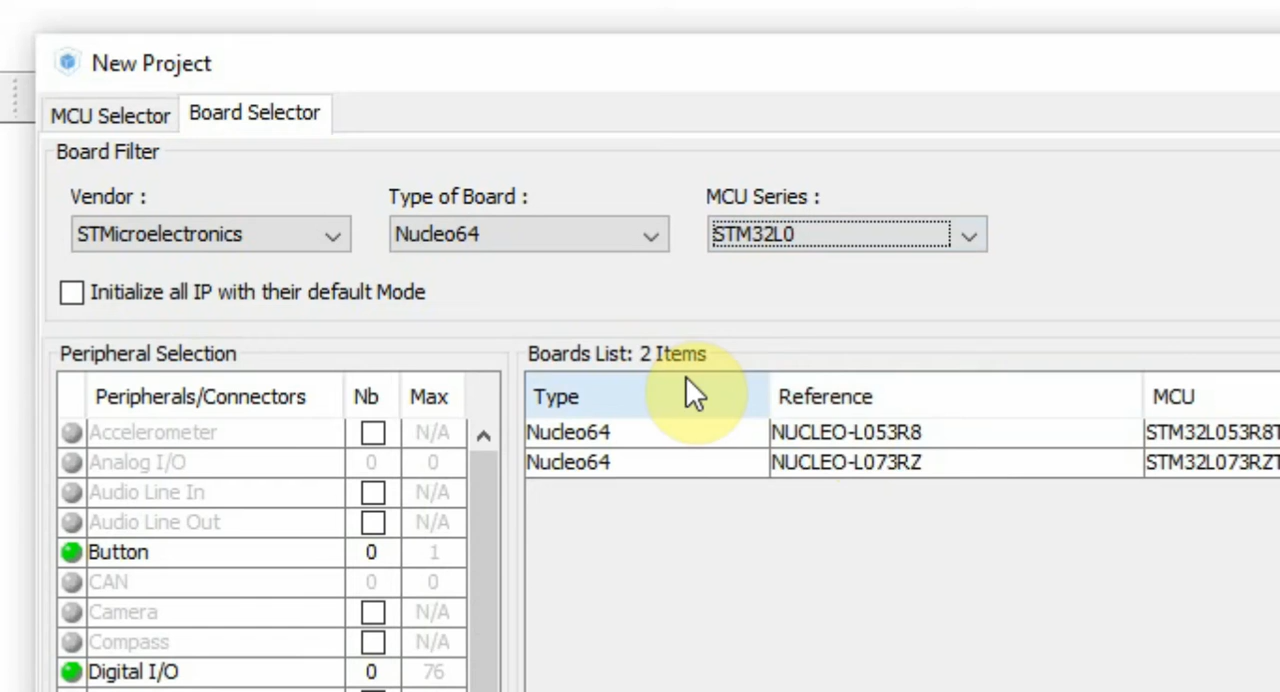 New Project
MCU Selector Board Selector
Board Filter
Vendor : Type of Board : MCU Series :
STMicroelectronics Nucleo64 STM32L0
Initialize all IP with their default Mode
Peripheral Selection Boards List: 2 Items
Peripherals/Connectors Nb Max Type Reference MCU
Accelerometer N/A Nucleo64 NUCLEO-L053R8 STM32L053R8T
Analog I/O 0 0 Nucleo64 NUCLEO-L073RZ STM32L073RZT
Audio Line In N/A
Audio Line Out N/A
Button 0 1
CAN 0 0
Camera N/A
Compass N/A
Digital I/O 0 76